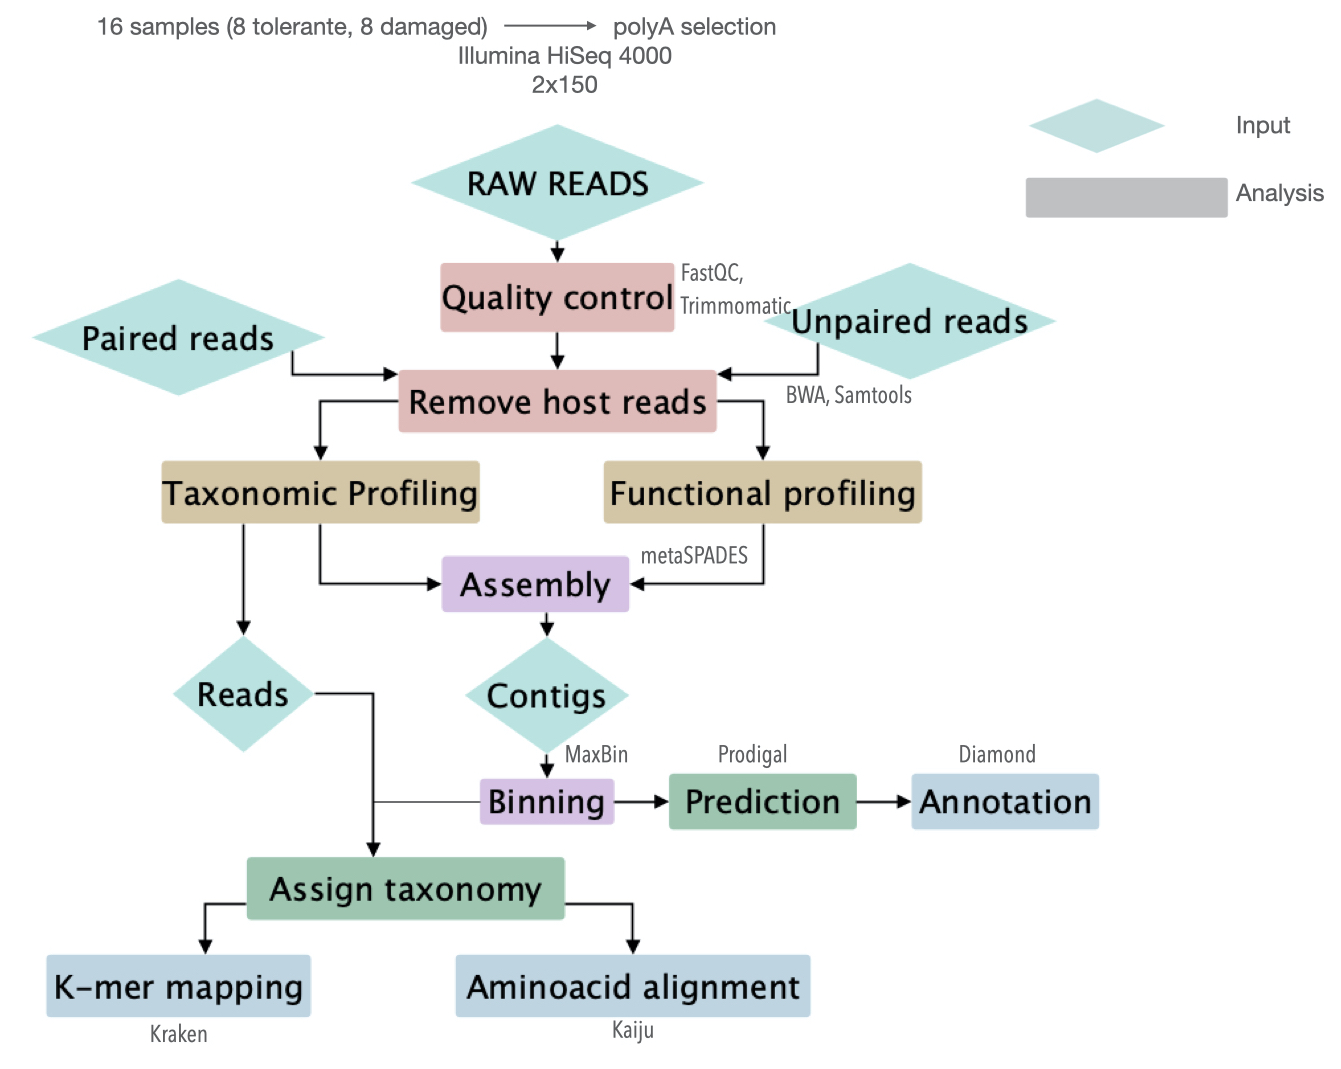 16 samples (8 tolerante, 8 damaged) polyA selection
Illumina HiSeq 4000
2x150
Input
Analysis
RAW READS
Quality control
FastQC,
Trimmomatic
Paired reads
Unpaired reads
Remove host reads
BWA, Samtools
Taxonomic Profiling
Functional profiling
Assembly
metaSPADES
Reads
Contigs
MaxBin
Prodigal
Diamond
Binning
Prediction
Annotation
Assign taxonomy
K-mer mapping
Aminoacid alignment
Kraken
Kaiju